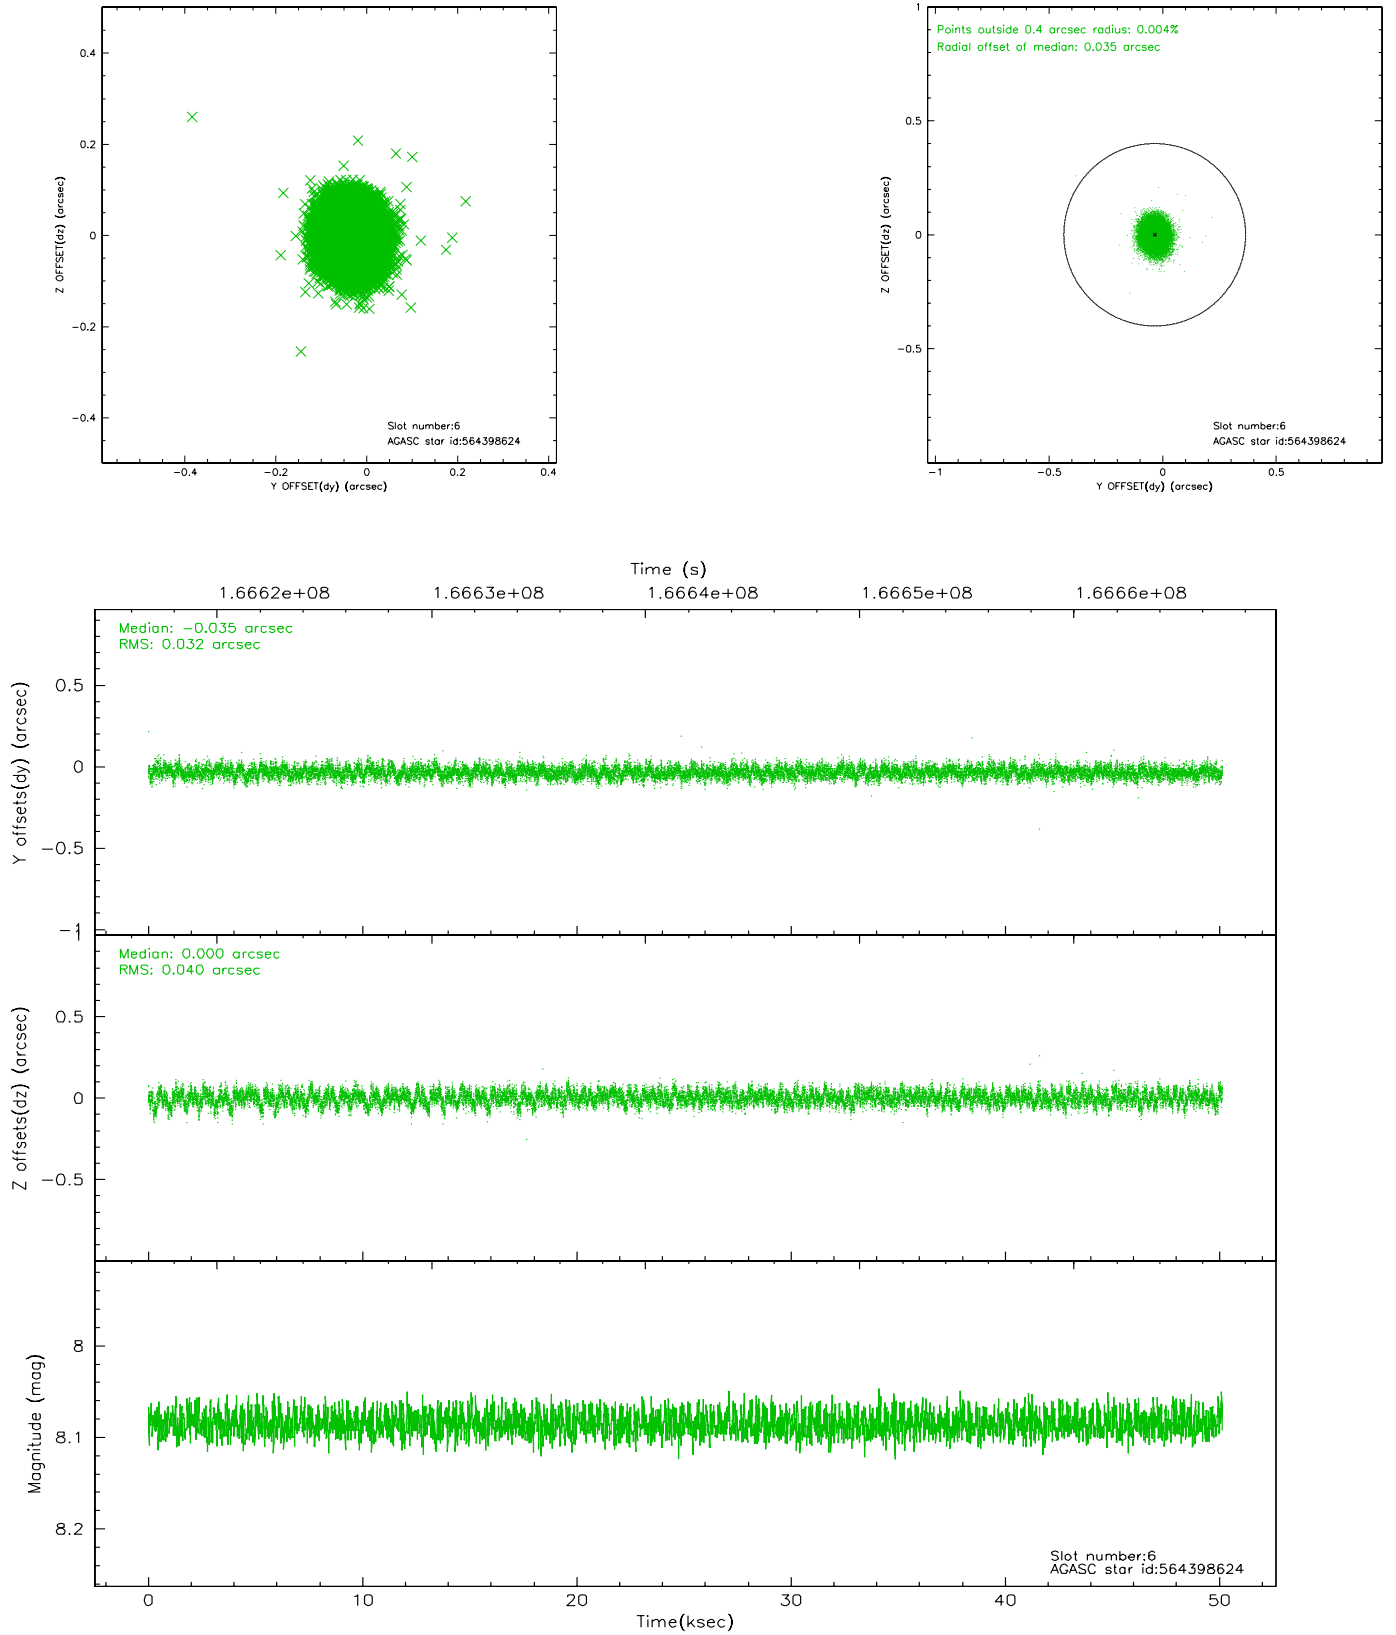 0.4
0.2
0
−0.2
−0.4
Z OFFSET(dz) (arcsec)
Slot number:6
AGASC star id:564398624
−0.4 −0.2 0 0.2 0.4
Y OFFSET(dy) (arcsec)
Points outside 0.4 arcsec radius: 0.004%
Radial offset of median: 0.035 arcsec
1
0.5
0
−0.5
Z OFFSET(dz) (arcsec)
Slot number:6
AGASC star id:564398624
−1 −0.5 0 0.5
Y OFFSET(dy) (arcsec)
Time (s)
1.6662e+08 1.6663e+08 1.6664e+08 1.6665e+08 1.6666e+08
Median: −0.035 arcsec
RMS: 0.032 arcsec
0.5
0
−0.5
−1
Y offsets(dy) (arcsec)
Median: 0.000 arcsec
RMS: 0.040 arcsec
1
0.5
0
−0.5
Z offsets(dz) (arcsec)
8
8.1
8.2
Magnitude (mag)
Slot number:6
AGASC star id:564398624
0 10 20 30 40 50
Time(ksec)